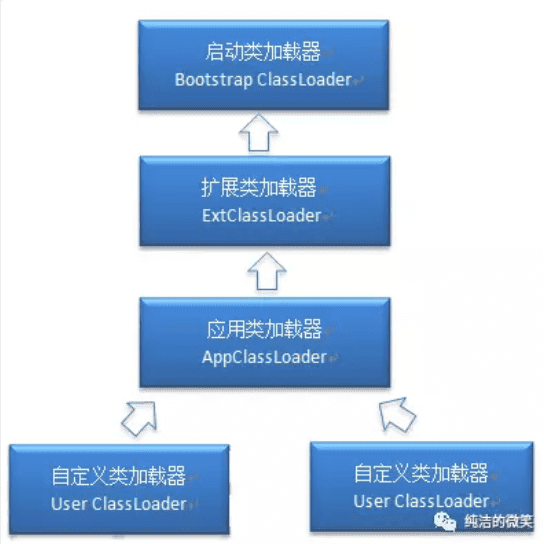 启动类加载器
Bootstrap ClassLoader
扩展类加载器
ExtClassLoader
应用类加载器
AppClassLoader
自定义类加载器
User ClassLoader
自定义类加载器
User ClassLoader
纯洁的微笑